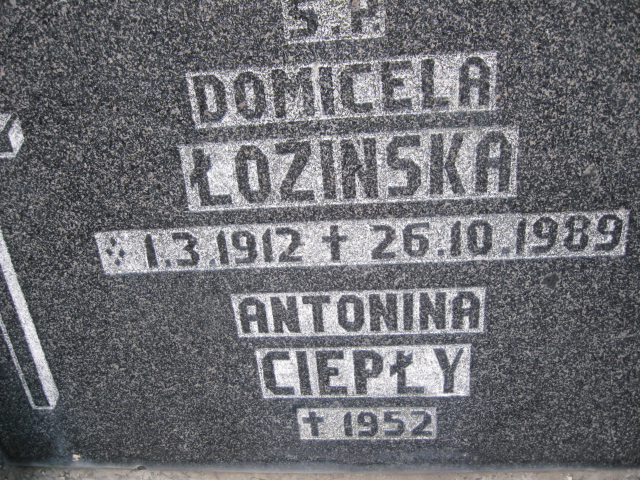 Ś.P.
DOMICELA
ŁOZINSKA
1.3.1912 † 26.10.1989
ANTONINA
CIEPŁY
† 1952